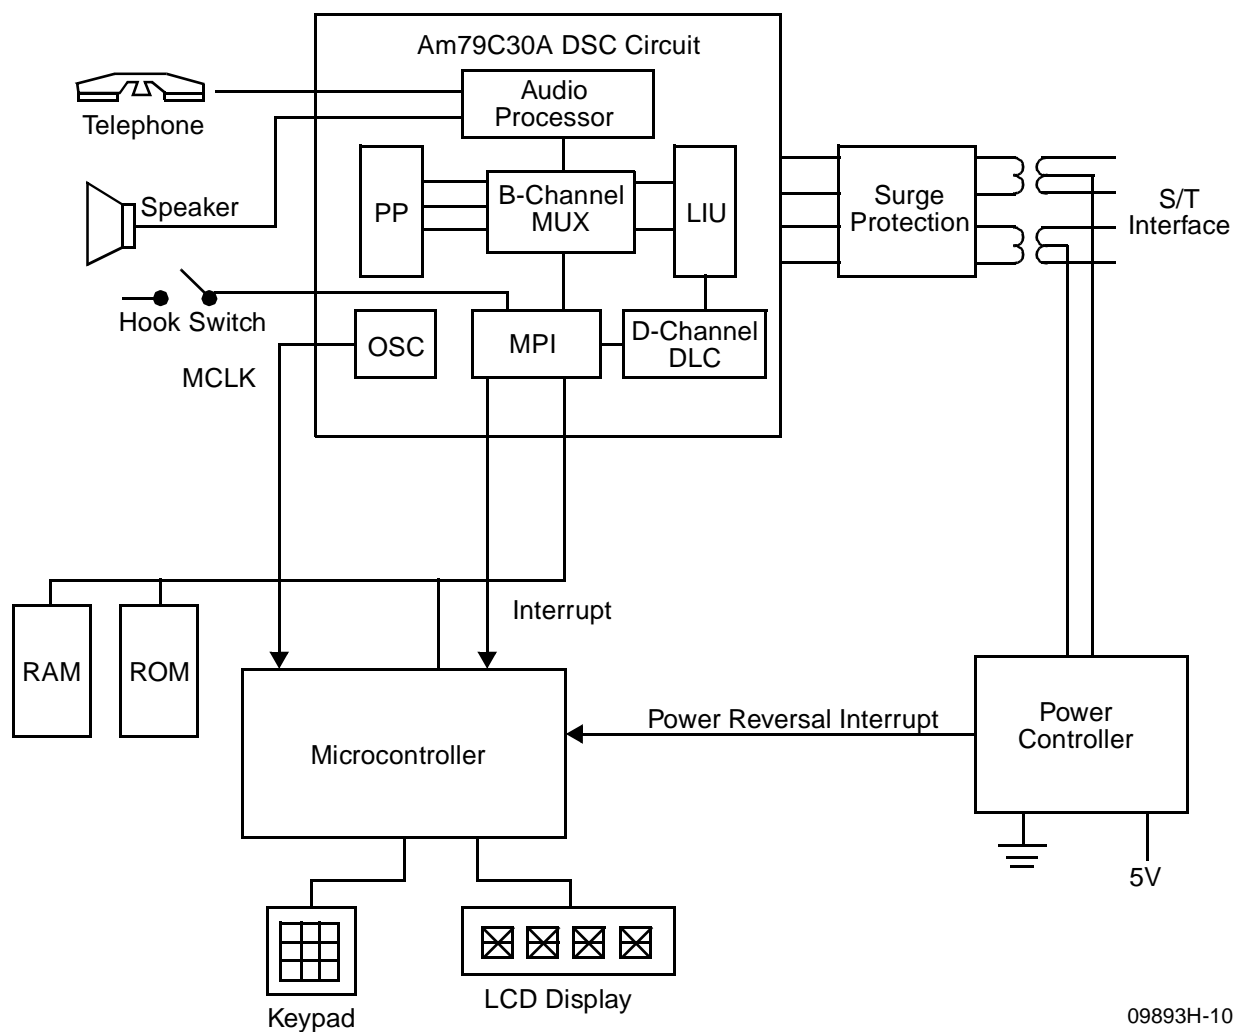 Am79C30A DSC Circuit
Telephone
Audio
Processor
Speaker
PP
B-Channel
MUX
LIU
Surge
Protection
S/T
Interface
Hook Switch
OSC
MPI
D-Channel
DLC
MCLK
Interrupt
RAM
ROM
Microcontroller
Power Reversal Interrupt
Power
Controller
5V
Keypad
LCD Display
09893H-10